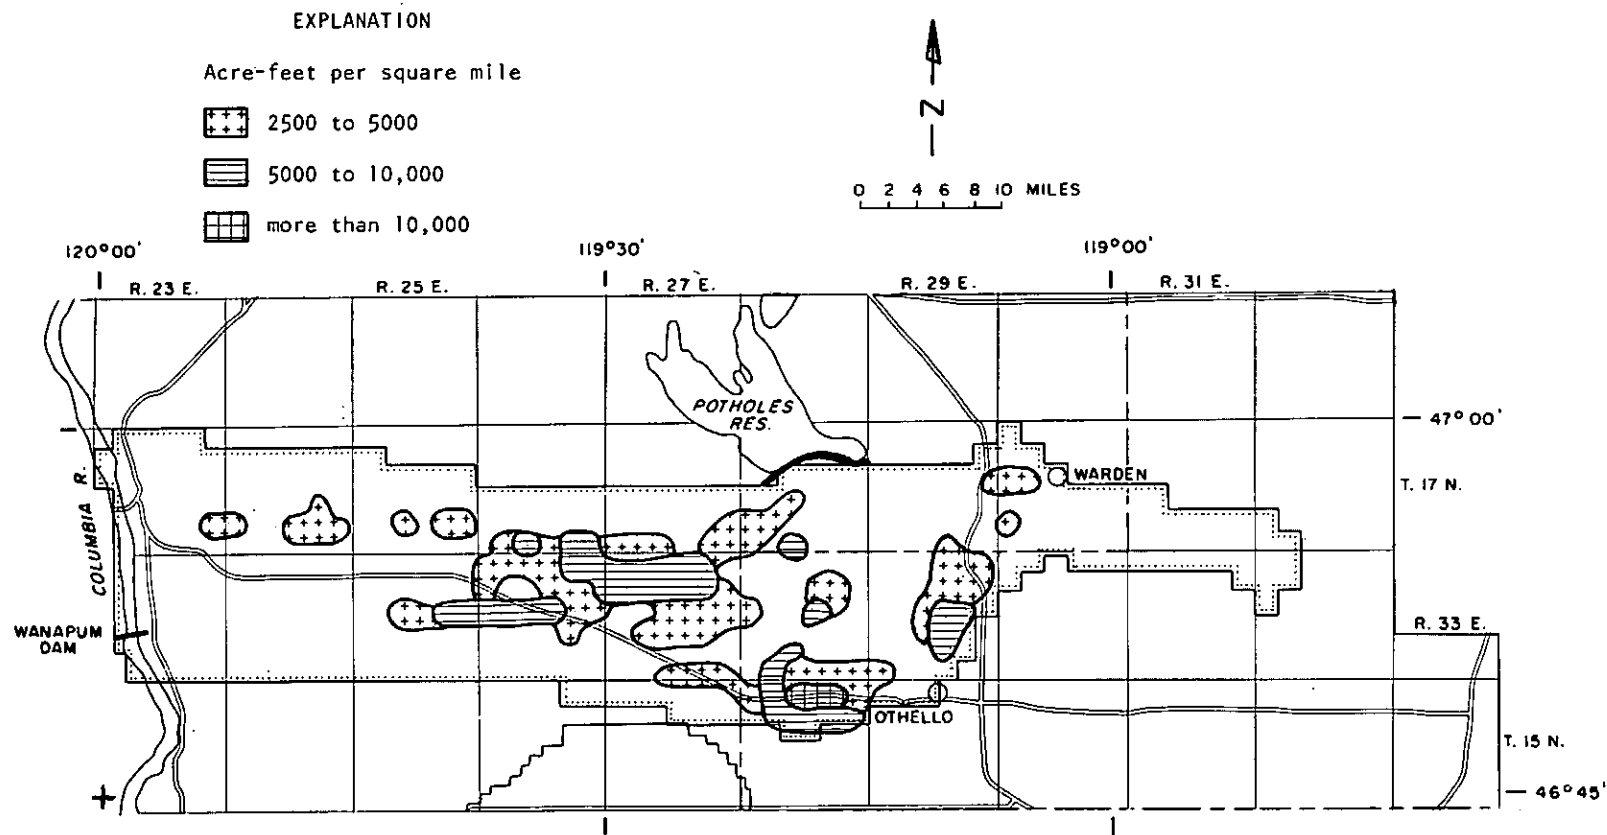 EXPLANATION
Acre-feet per square mile
2500 to 5000
5000 to 10,000
more than 10,000
N
0 2 4 6 8 10 MILES
120°00'
119°30'
119°00'
R. 23 E.
R. 25 E.
R. 27 E.
R. 29 E.
R. 31 E.
POTHOLES
RES.
47°00'
WARDEN
T. 17 N.
COLUMBIA R.
WANAPUM
DAM
R. 33 E.
OTHELLO
T. 15 N.
46°45'